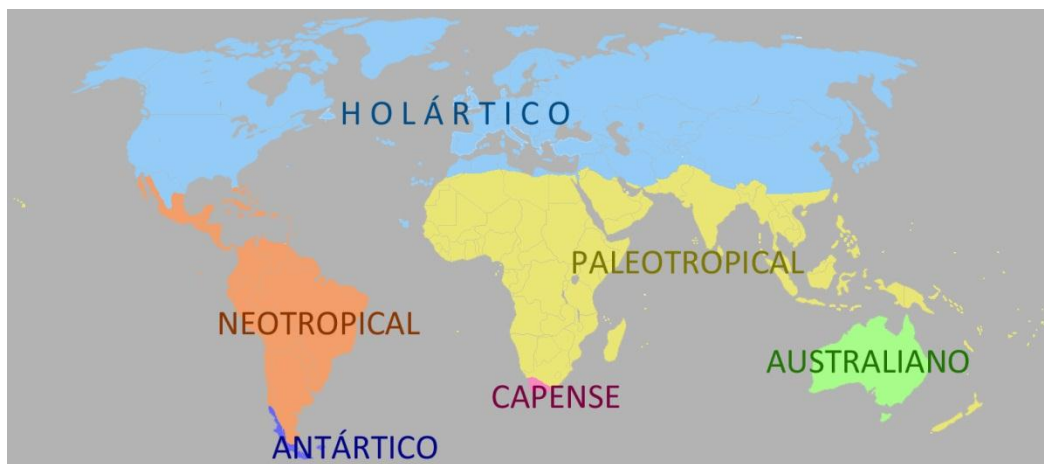 HOLÁRTICO
PALEOTROPICAL
NEOTROPICAL
AUSTRALIANO
CAPENSE
ANTÁRTICO